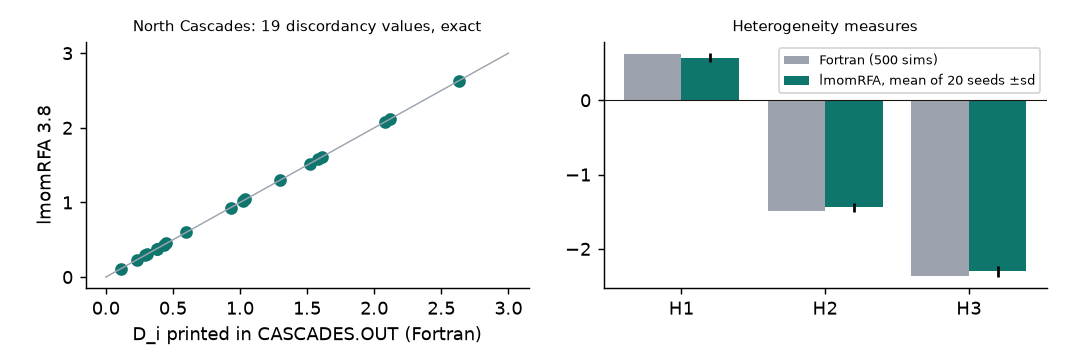 North Cascades: 19 discordancy values, exact
3
2
1
0
lmomRFA 3.8
0.0 0.5 1.0 1.5 2.0 2.5 3.0
D_i printed in CASCADES.OUT (Fortran)
Heterogeneity measures
Fortran (500 sims)
lmomRFA, mean of 20 seeds ±sd
0
−1
−2
H1 H2 H3